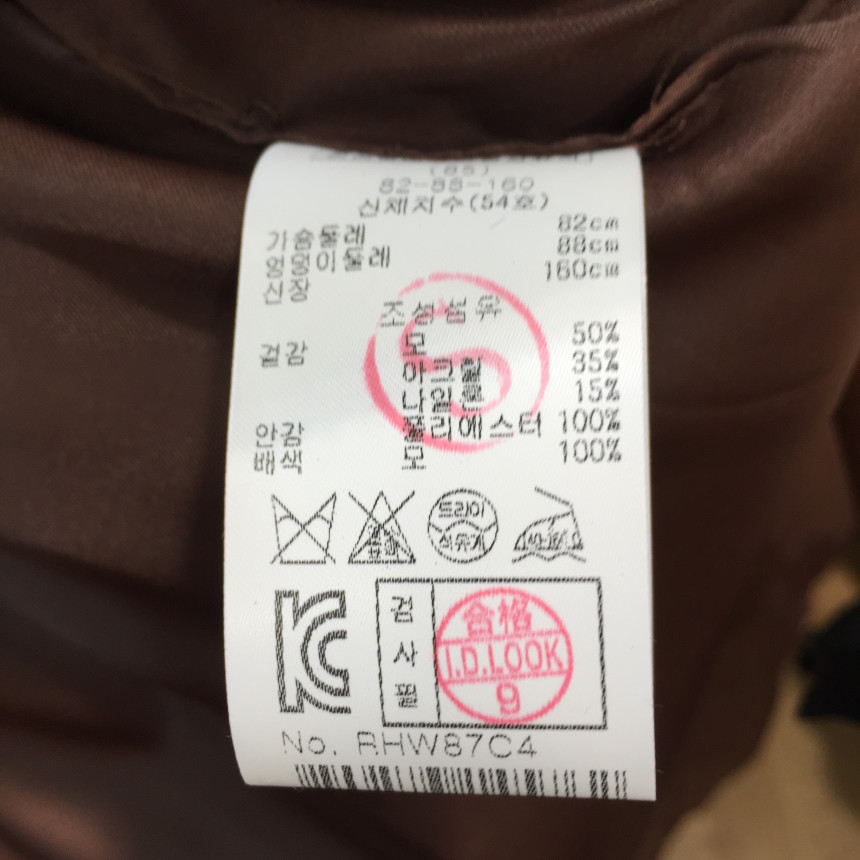 (85)
82-88-160
신체치수(54호)
가슴둘레 82cm
엉덩이둘레 88cm
신장 160cm
조성섬유
겉감 모 50%
아크릴 35%
나일론 15%
안감 폴리에스터 100%
배색 모 100%
드라이
석유계
검사필
合格
I.D.LOOK
9
No. RHW87C4